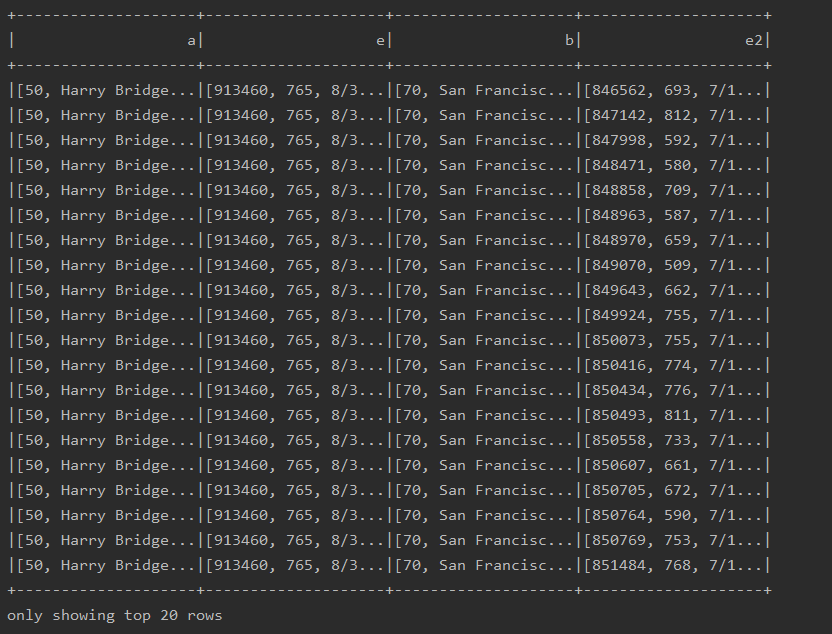 +--------------------+--------------------+--------------------+--------------------+
|                   a|                   e|                   b|                  e2|
+--------------------+--------------------+--------------------+--------------------+
|[50, Harry Bridge...|[913460, 765, 8/3...|[70, San Francisc...|[846562, 693, 7/1...|
|[50, Harry Bridge...|[913460, 765, 8/3...|[70, San Francisc...|[847142, 812, 7/1...|
|[50, Harry Bridge...|[913460, 765, 8/3...|[70, San Francisc...|[847998, 592, 7/1...|
|[50, Harry Bridge...|[913460, 765, 8/3...|[70, San Francisc...|[848471, 580, 7/1...|
|[50, Harry Bridge...|[913460, 765, 8/3...|[70, San Francisc...|[848858, 709, 7/1...|
|[50, Harry Bridge...|[913460, 765, 8/3...|[70, San Francisc...|[848963, 587, 7/1...|
|[50, Harry Bridge...|[913460, 765, 8/3...|[70, San Francisc...|[848970, 659, 7/1...|
|[50, Harry Bridge...|[913460, 765, 8/3...|[70, San Francisc...|[849070, 509, 7/1...|
|[50, Harry Bridge...|[913460, 765, 8/3...|[70, San Francisc...|[849643, 662, 7/1...|
|[50, Harry Bridge...|[913460, 765, 8/3...|[70, San Francisc...|[849924, 755, 7/1...|
|[50, Harry Bridge...|[913460, 765, 8/3...|[70, San Francisc...|[850073, 755, 7/1...|
|[50, Harry Bridge...|[913460, 765, 8/3...|[70, San Francisc...|[850416, 774, 7/1...|
|[50, Harry Bridge...|[913460, 765, 8/3...|[70, San Francisc...|[850434, 776, 7/1...|
|[50, Harry Bridge...|[913460, 765, 8/3...|[70, San Francisc...|[850493, 811, 7/1...|
|[50, Harry Bridge...|[913460, 765, 8/3...|[70, San Francisc...|[850558, 733, 7/1...|
|[50, Harry Bridge...|[913460, 765, 8/3...|[70, San Francisc...|[850607, 661, 7/1...|
|[50, Harry Bridge...|[913460, 765, 8/3...|[70, San Francisc...|[850705, 672, 7/1...|
|[50, Harry Bridge...|[913460, 765, 8/3...|[70, San Francisc...|[850764, 590, 7/1...|
|[50, Harry Bridge...|[913460, 765, 8/3...|[70, San Francisc...|[850769, 753, 7/1...|
|[50, Harry Bridge...|[913460, 765, 8/3...|[70, San Francisc...|[851484, 768, 7/1...|
+--------------------+--------------------+--------------------+--------------------+
only showing top 20 rows